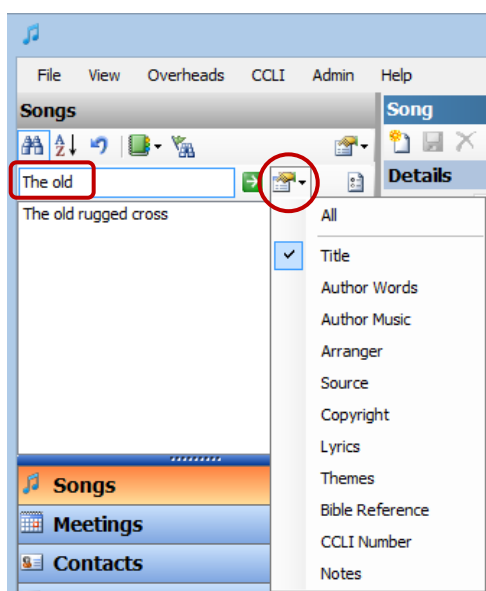 File View Overheads CCLI Admin Help
Songs
Song
The old
Details
The old rugged cross
All
Title
Author Words
Author Music
Arranger
Source
Copyright
Lyrics
Themes
Bible Reference
CCLI Number
Notes
Songs
Meetings
Contacts